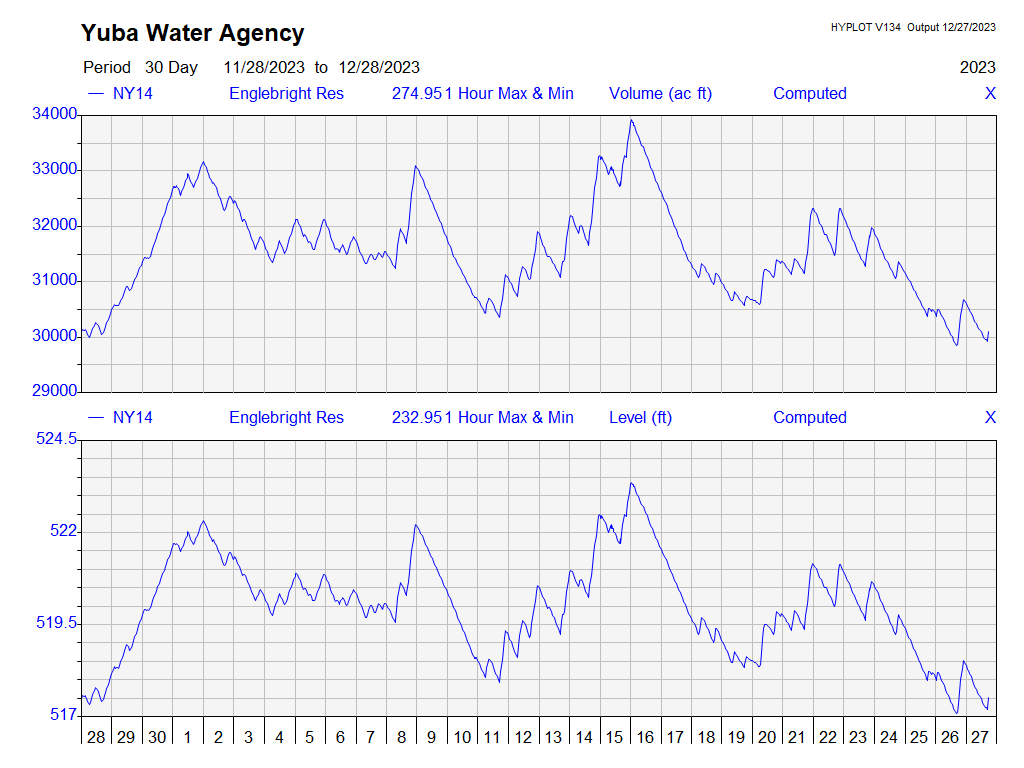 Yuba Water Agency
HYPLOT V134 Output 12/27/2023
Period 30 Day 11/28/2023 to 12/28/2023
2023
NY14 Englebright Res 274.951 Hour Max & Min Volume (ac ft) Computed X
34000
33000
32000
31000
30000
29000
NY14 Englebright Res 232.951 Hour Max & Min Level (ft) Computed X
524.5
522
519.5
517
28 29 30 1 2 3 4 5 6 7 8 9 10 11 12 13 14 15 16 17 18 19 20 21 22 23 24 25 26 27